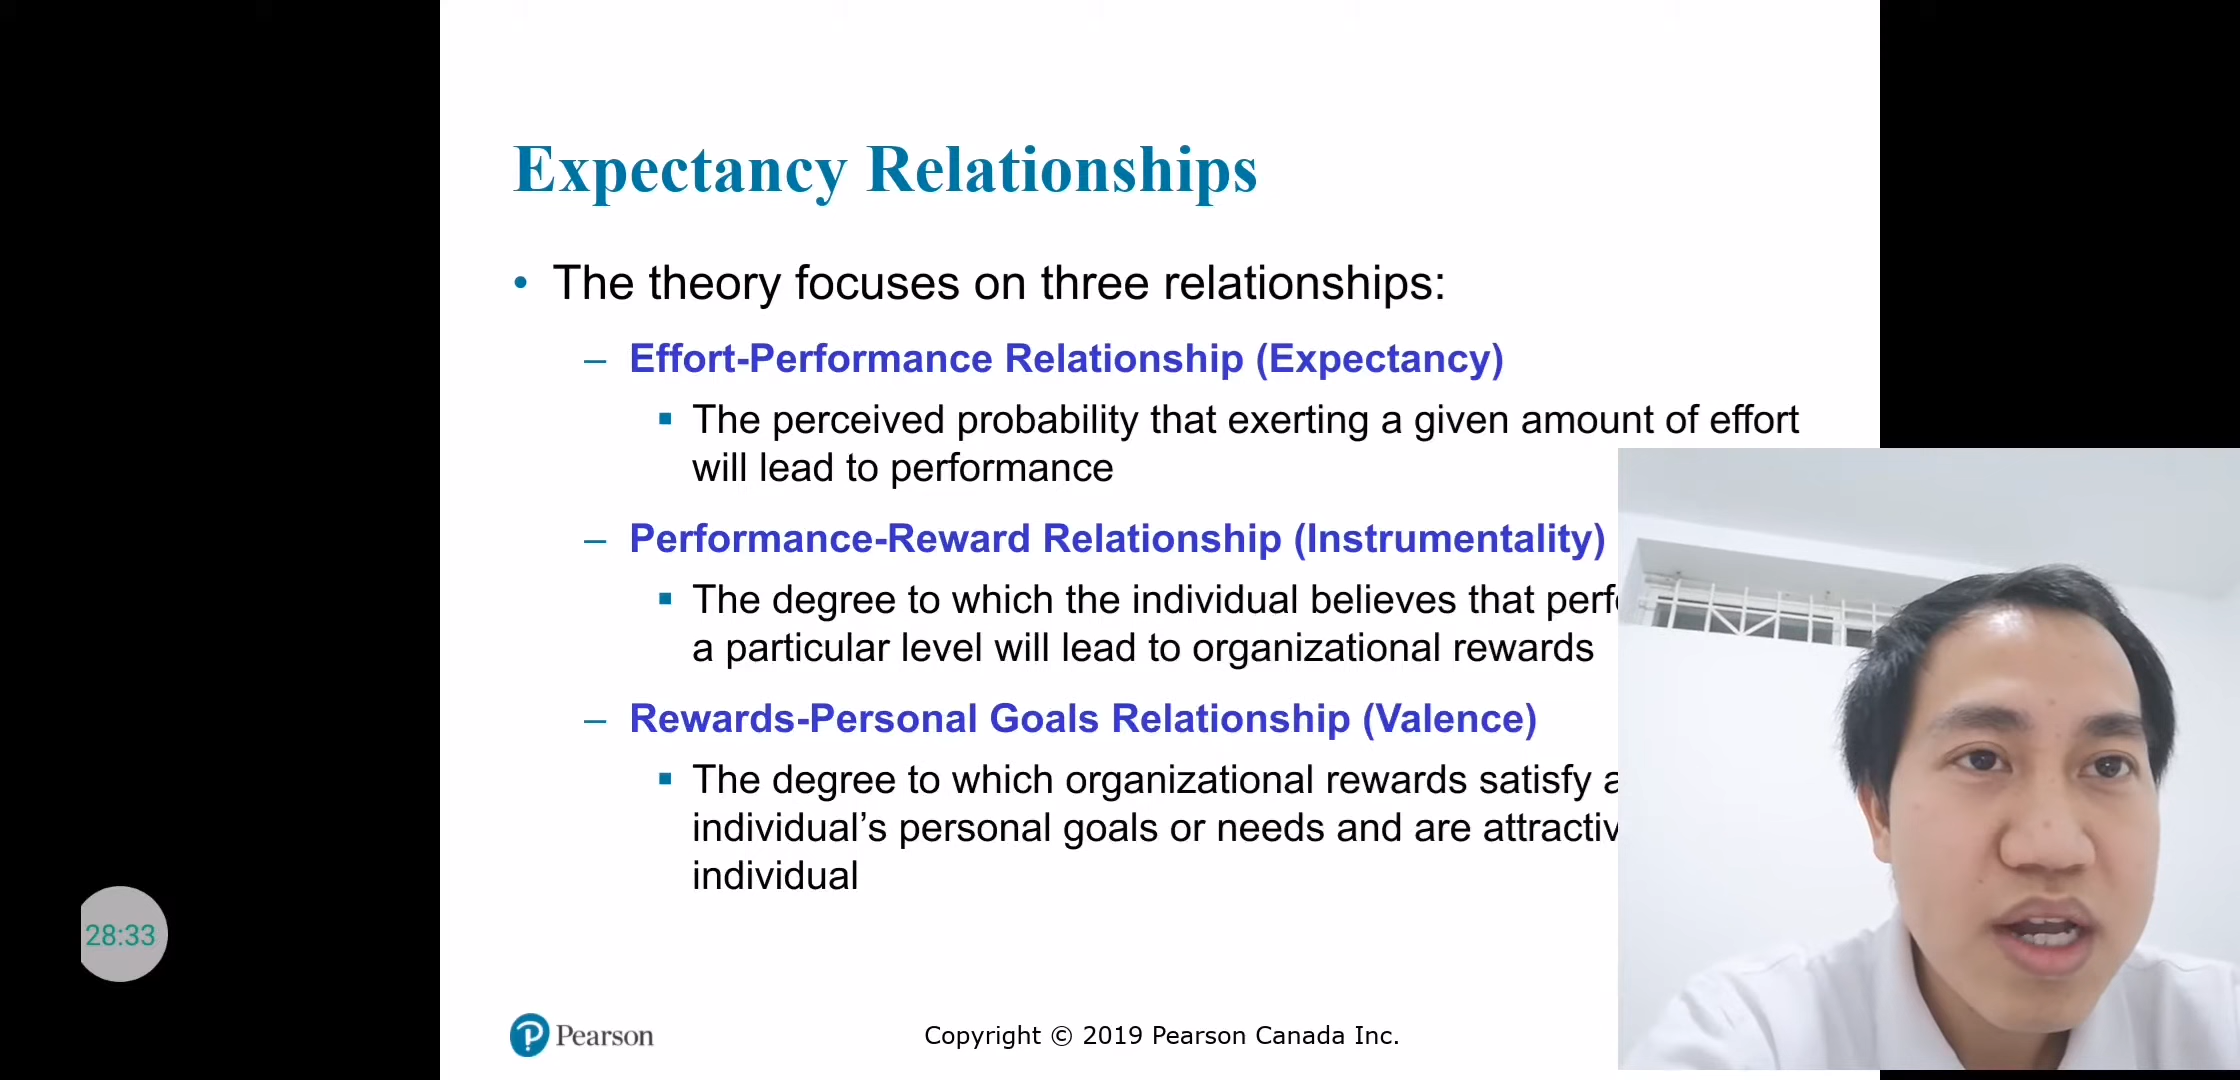 Expectancy Relationships
• The theory focuses on three relationships:
– Effort-Performance Relationship (Expectancy)
▪ The perceived probability that exerting a given amount of effort
will lead to performance
– Performance-Reward Relationship (Instrumentality)
▪ The degree to which the individual believes that
a particular level will lead to organizational rewards
– Rewards-Personal Goals Relationship (Valence)
▪ The degree to which organizational rewards satisfy
individual’s personal goals or needs and are
individual
28:33
Pearson
Copyright © 2019 Pearson Canada Inc.